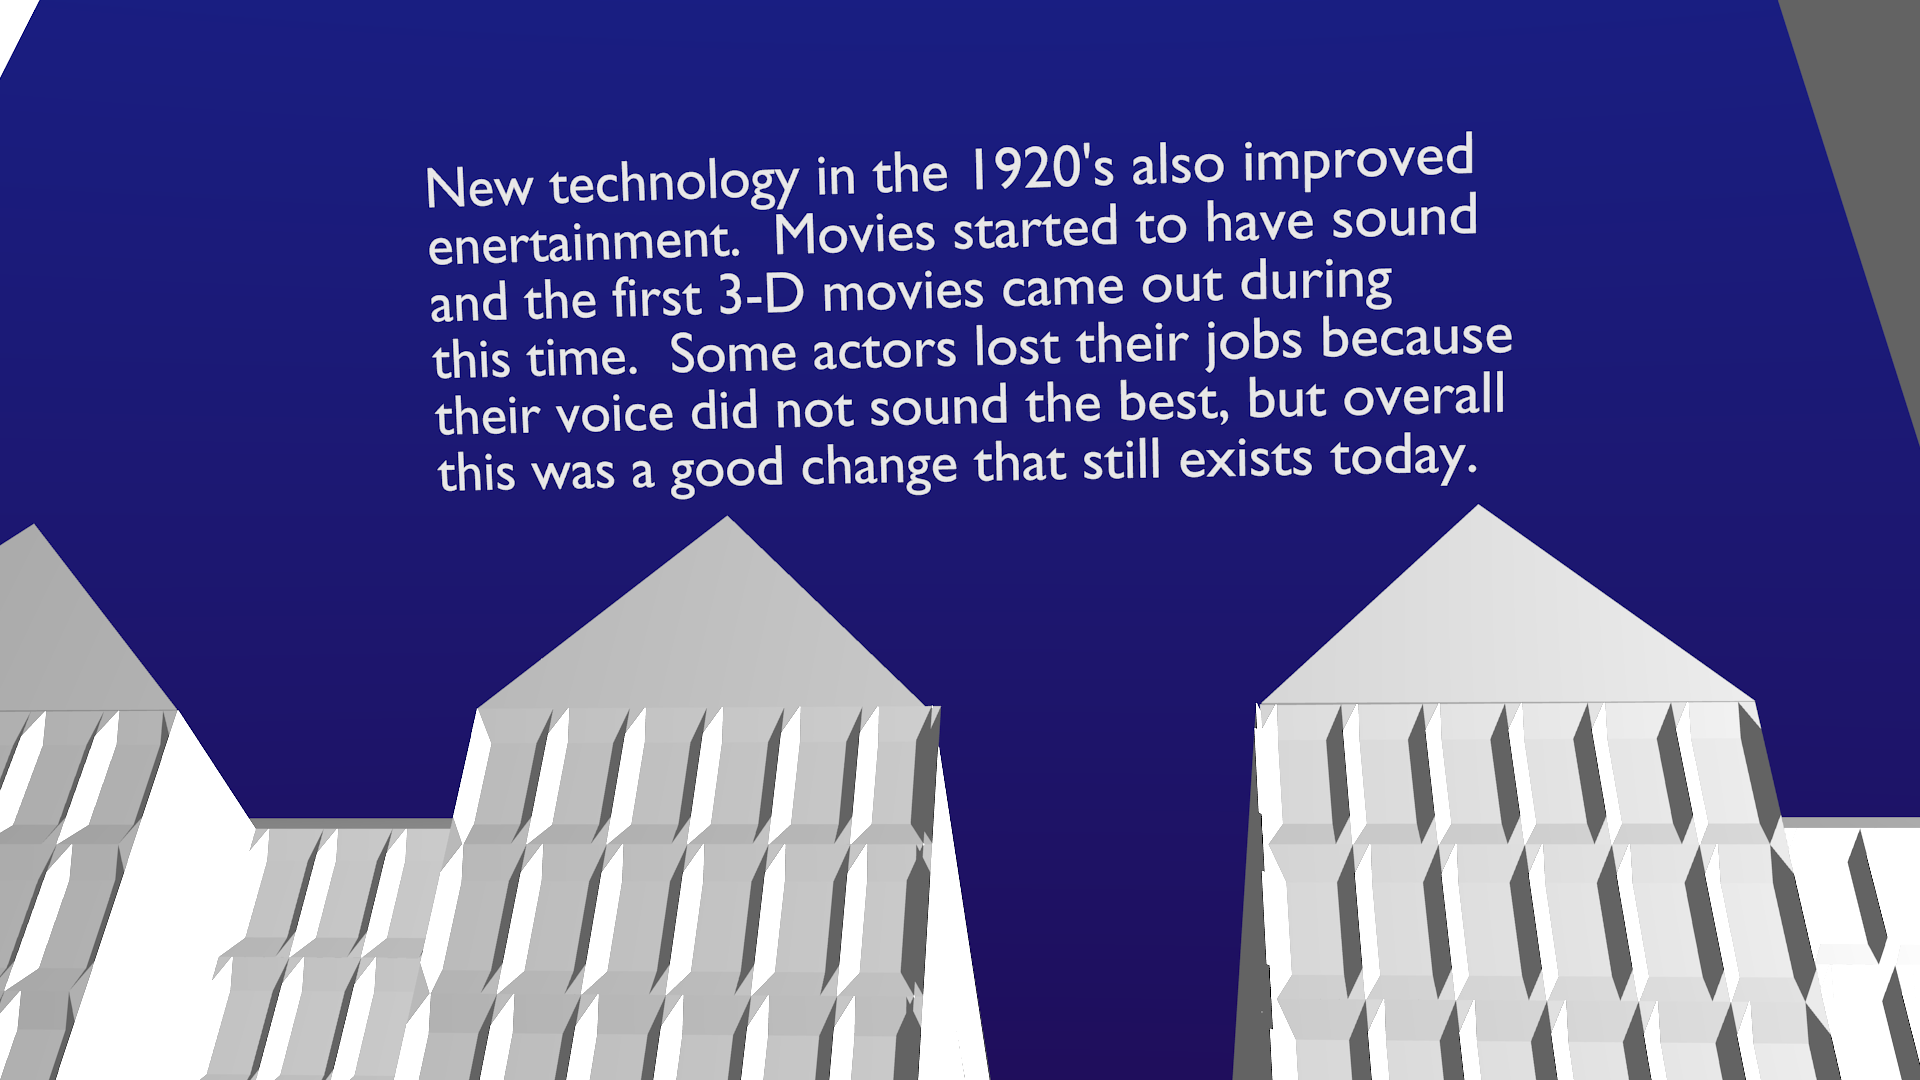 New technology in the 1920's also improved
enertainment.  Movies started to have sound
and the first 3-D movies came out during
this time.  Some actors lost their jobs because
their voice did not sound the best, but overall
this was a good change that still exists today.